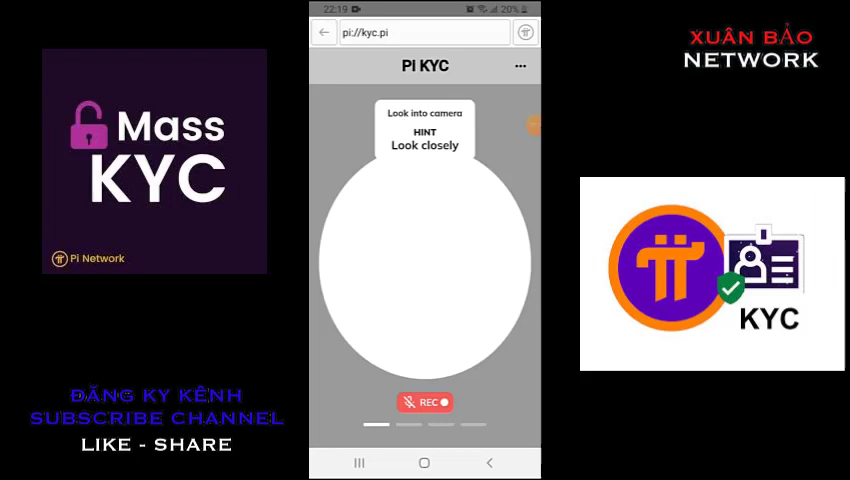 22:19
20%
pi://kyc.pi
Pi KYC
Look into camera
HINT
Look closely
REC
Mass
KYC
Pi Network
ĐĂNG KY KÊNH
SUBSCRIBE CHANNEL
LIKE - SHARE
XUÂN BẢO
NETWORK
KYC